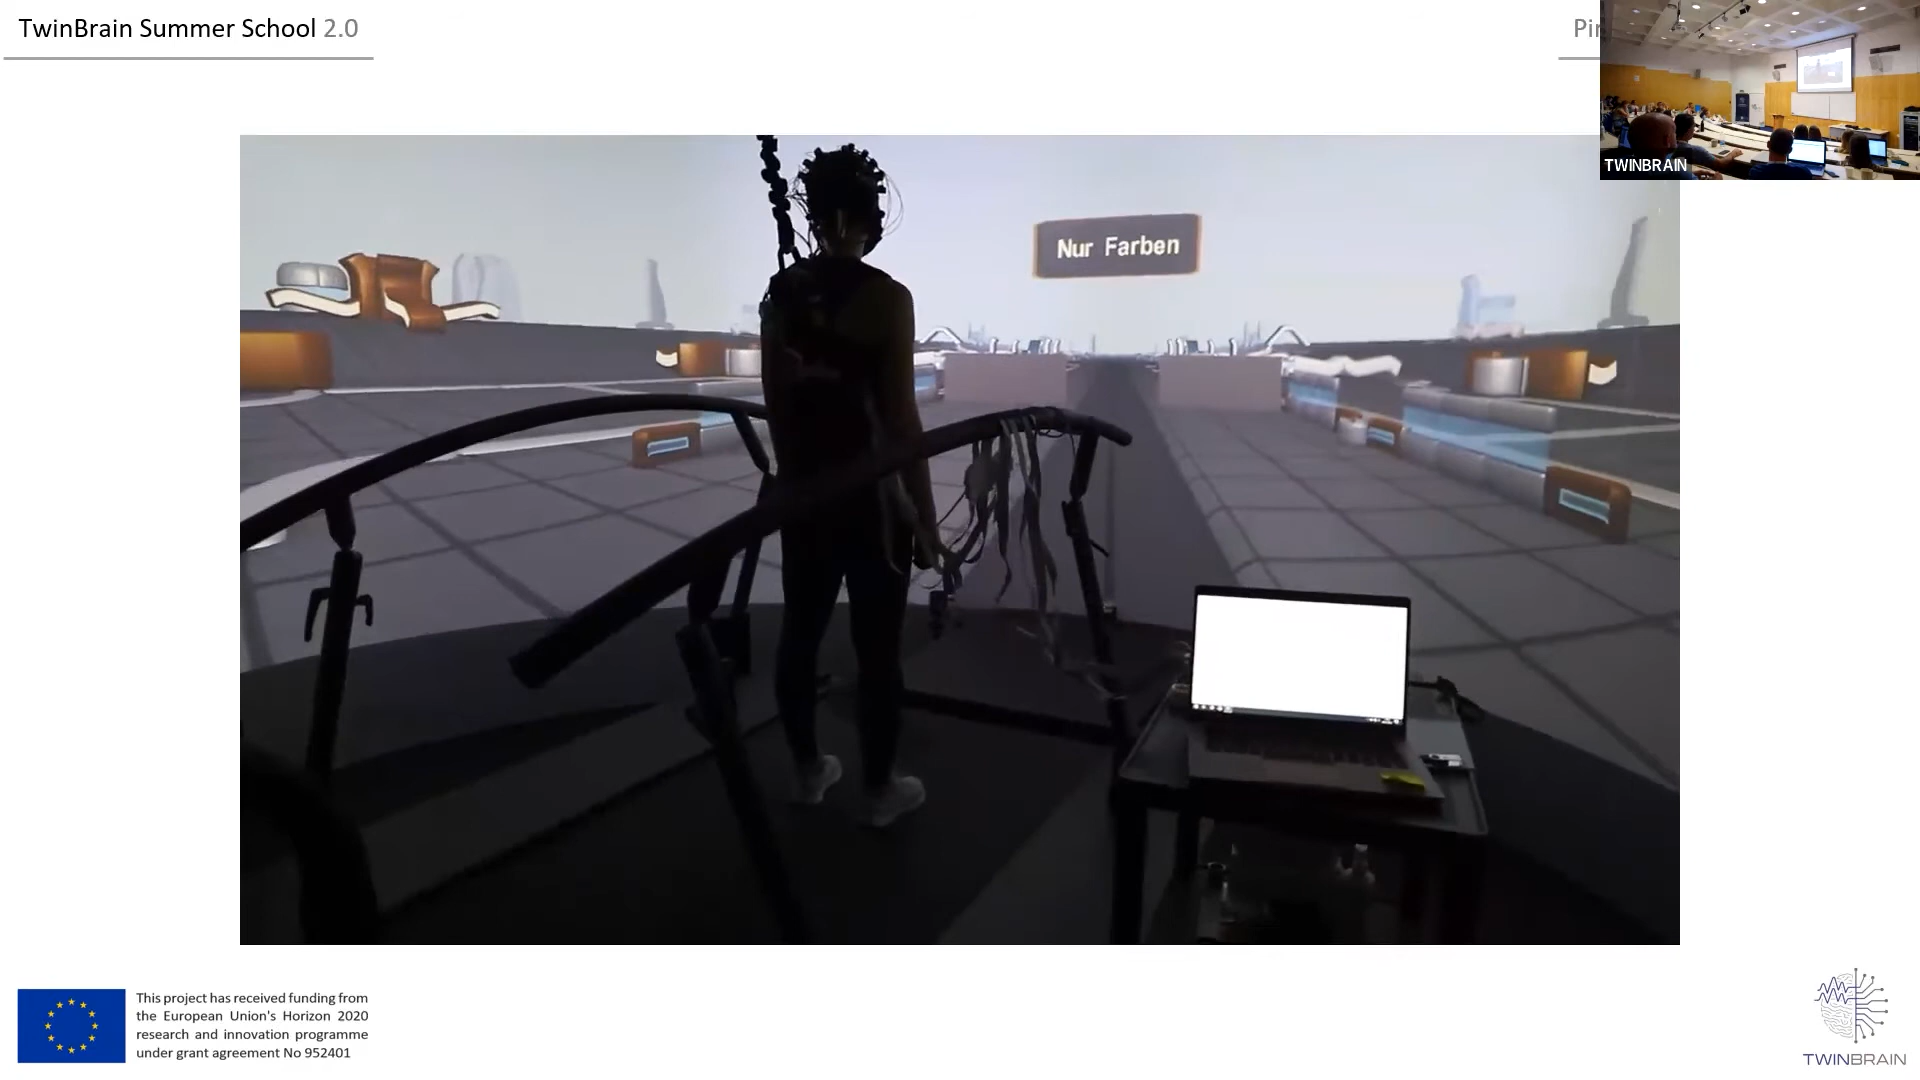 TwinBrain Summer School 2.0
TWINBRAIN
Nur Farben
This project has received funding from
the European Union's Horizon 2020
research and innovation programme
under grant agreement No 952401
TWINBRAIN